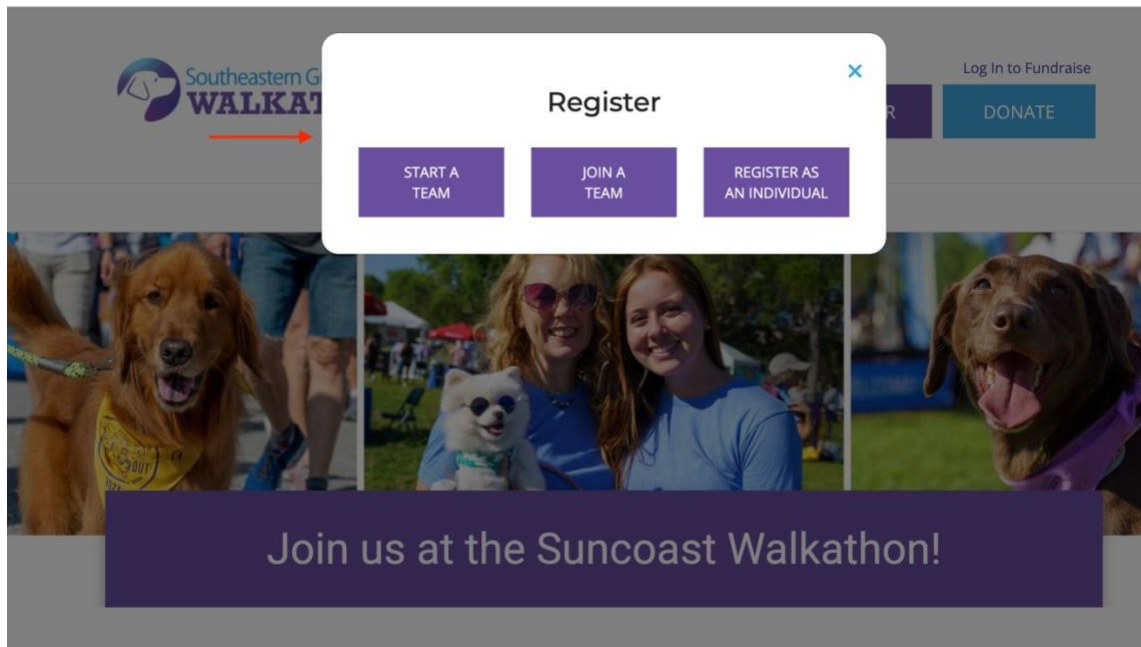 Southeastern G
WALKAT
×
Log In to Fundraise
Register
R
DONATE
START A
TEAM
JOIN A
TEAM
REGISTER AS
AN INDIVIDUAL
OUT
Join us at the Suncoast Walkathon!